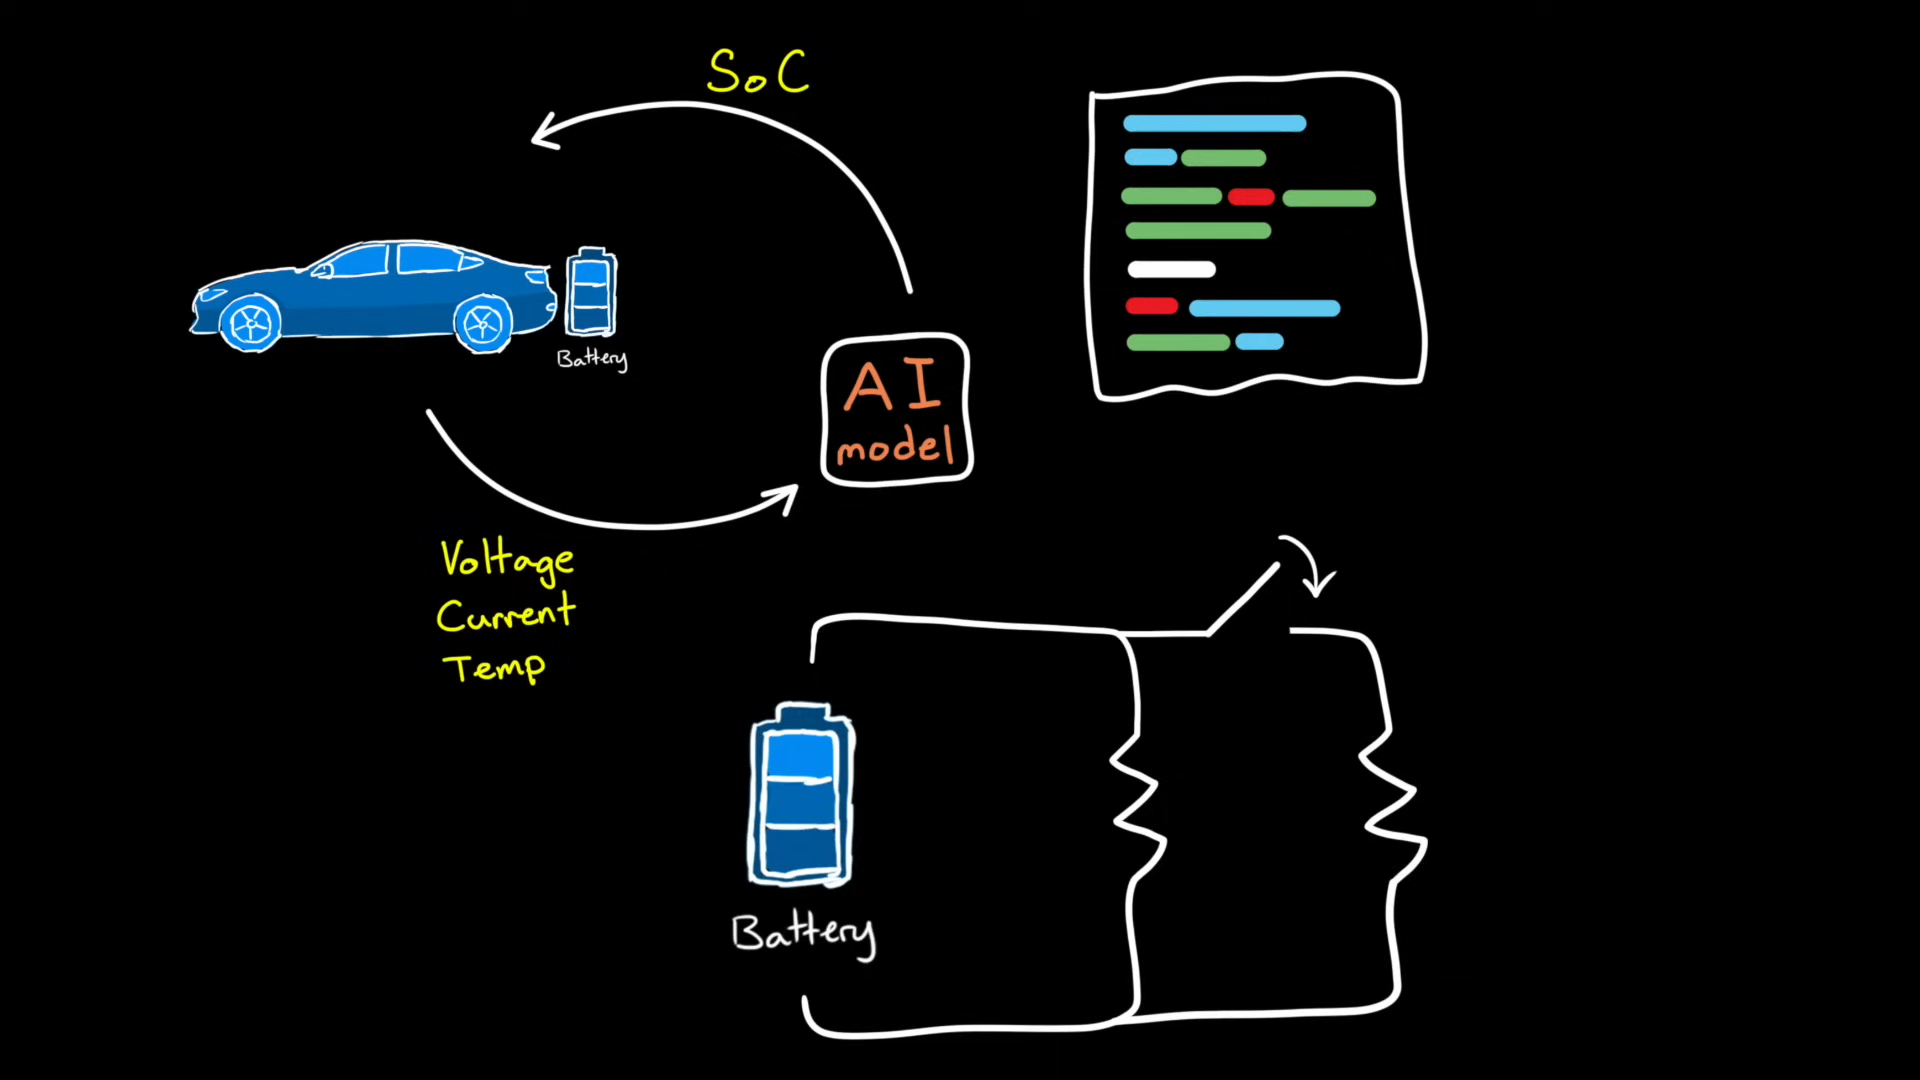 SoC
Battery
AI
model
Voltage
Current
Temp
Battery